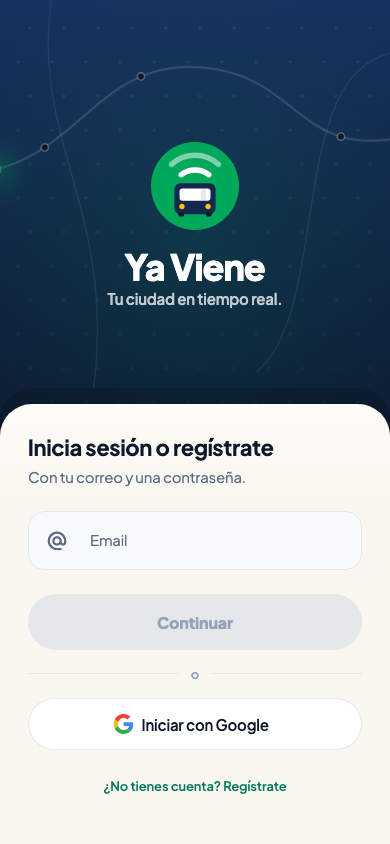 Ya Viene
Tu ciudad en tiempo real.
Inicia sesión o regístrate
Con tu correo y una contraseña.
@ Email
Continuar
o
G Iniciar con Google
¿No tienes cuenta? Regístrate